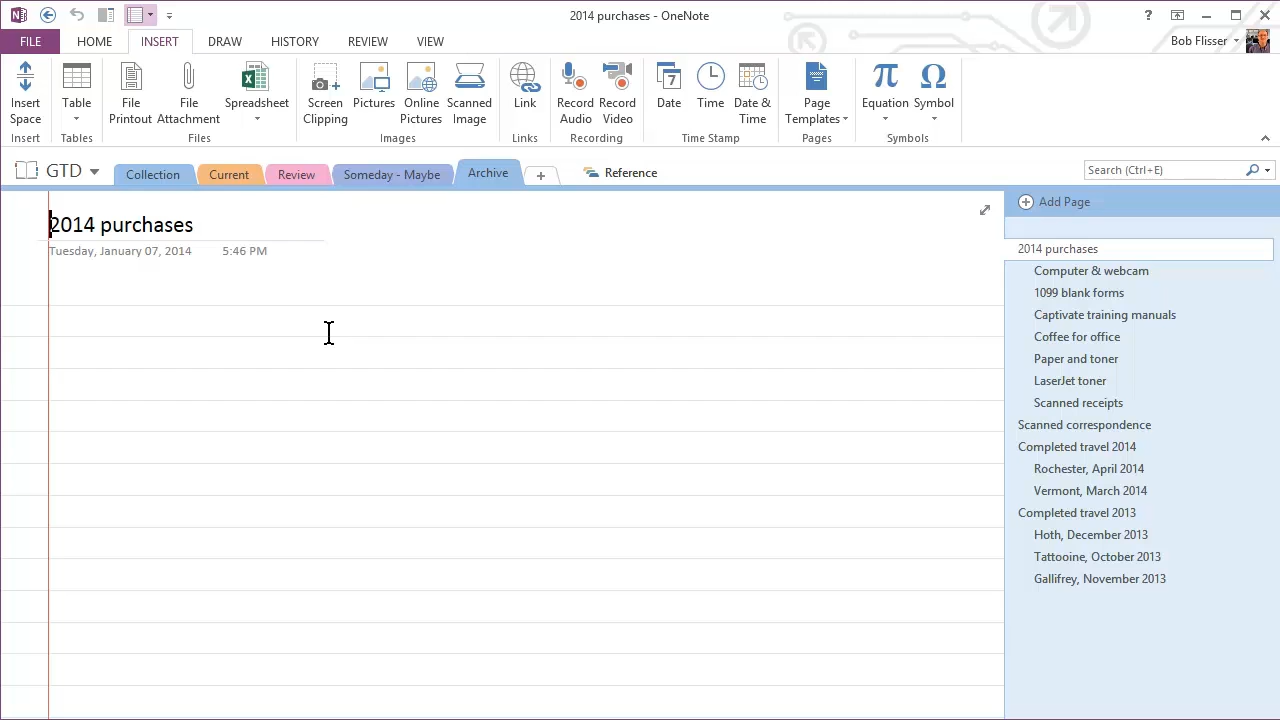 2014 purchases - OneNote
?
FILE HOME INSERT DRAW HISTORY REVIEW VIEW
Bob Flisser
Insert Space
Table
File Printout
File Attachment
Spreadsheet
Screen Clipping
Pictures
Online Pictures
Scanned Image
Link
Record Audio
Record Video
7
Date
Time
Date & Time
Page Templates
π
Equation
Ω
Symbol
Insert Tables Files Images Links Recording Time Stamp Pages Symbols
GTD Collection Current Review Someday - Maybe Archive + Reference
Search (Ctrl+E)
2014 purchases
Tuesday, January 07, 2014 5:46 PM
Add Page
2014 purchases
Computer & webcam
1099 blank forms
Captivate training manuals
Coffee for office
Paper and toner
LaserJet toner
Scanned receipts
Scanned correspondence
Completed travel 2014
Rochester, April 2014
Vermont, March 2014
Completed travel 2013
Hoth, December 2013
Tattooine, October 2013
Gallifrey, November 2013